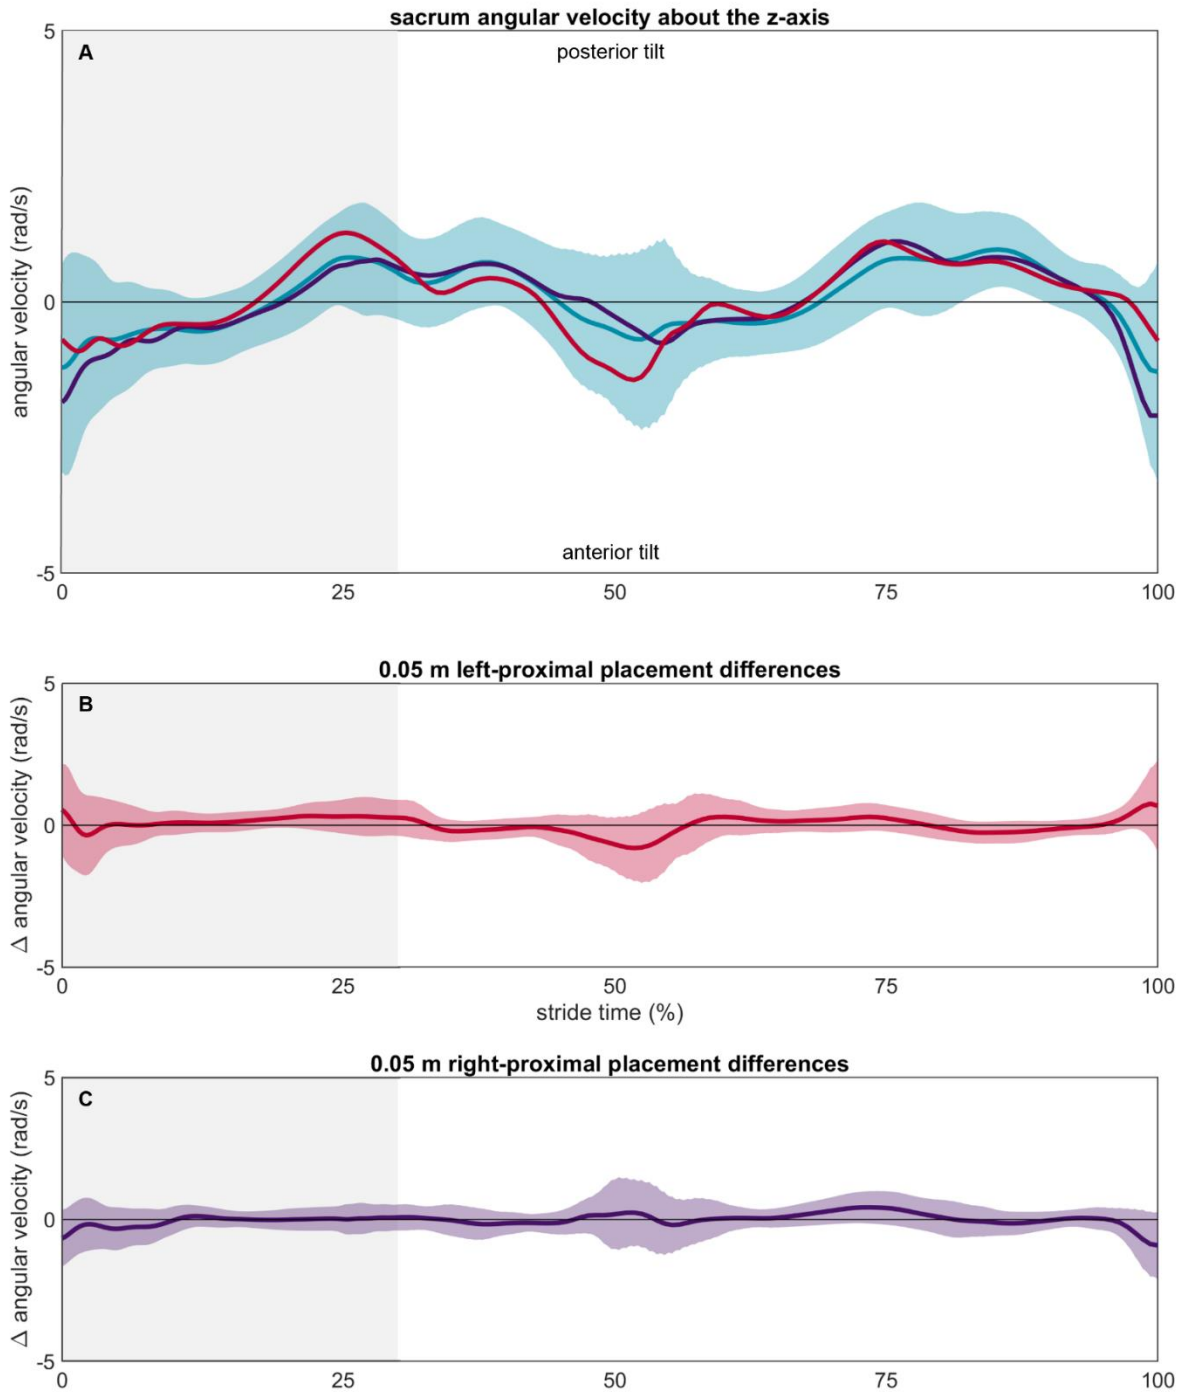 sacrum angular velocity about the z-axis
5
A
posterior tilt
angular velocity (rad/s)
0
anterior tilt
-5
0 25 50 75 100
0.05 m left-proximal placement differences
5
B
Δ angular velocity (rad/s)
0
-5
0 25 50 75 100
stride time (%)
0.05 m right-proximal placement differences
5
C
Δ angular velocity (rad/s)
0
-5
0 25 50 75 100